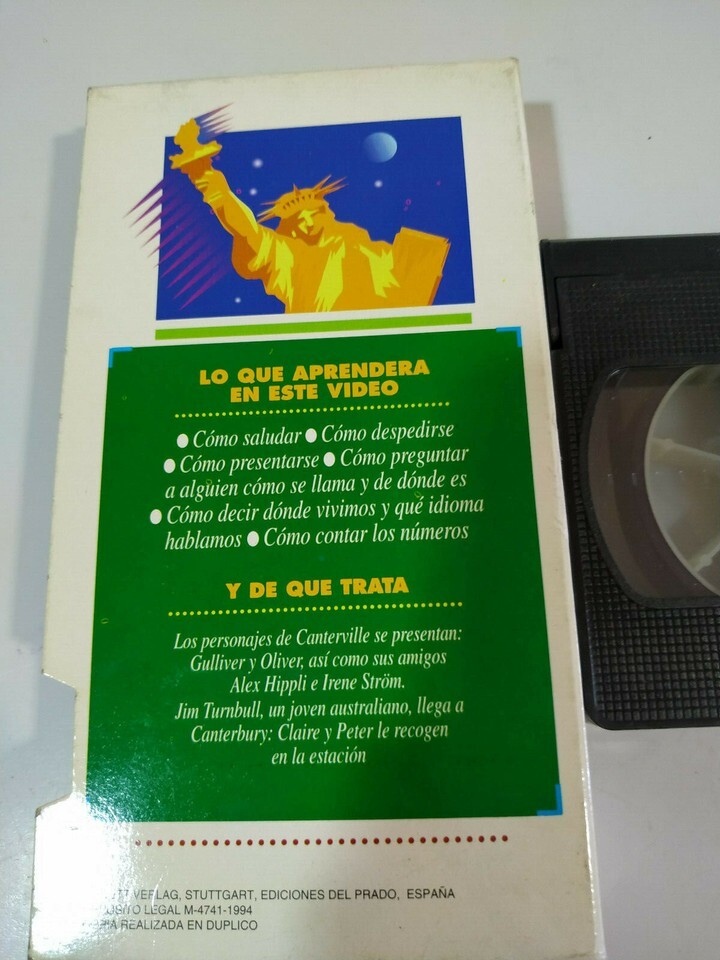 LO QUE APRENDERA
EN ESTE VIDEO
● Cómo saludar ● Cómo despedirse
● Cómo presentarse ● Cómo preguntar
a alguien cómo se llama y de dónde es
● Cómo decir dónde vivimos y qué idioma
hablamos ● Cómo contar los números
Y DE QUE TRATA
Los personajes de Canterville se presentan:
Gulliver y Oliver, así como sus amigos
Alex Hippli e Irene Ström.
Jim Turnbull, un joven australiano, llega a
Canterbury: Claire y Peter le recogen
en la estación
VERLAG, STUTTGART, EDICIONES DEL PRADO, ESPAÑA
LEGAL M-4741-1994
REALIZADA EN DUPLICO